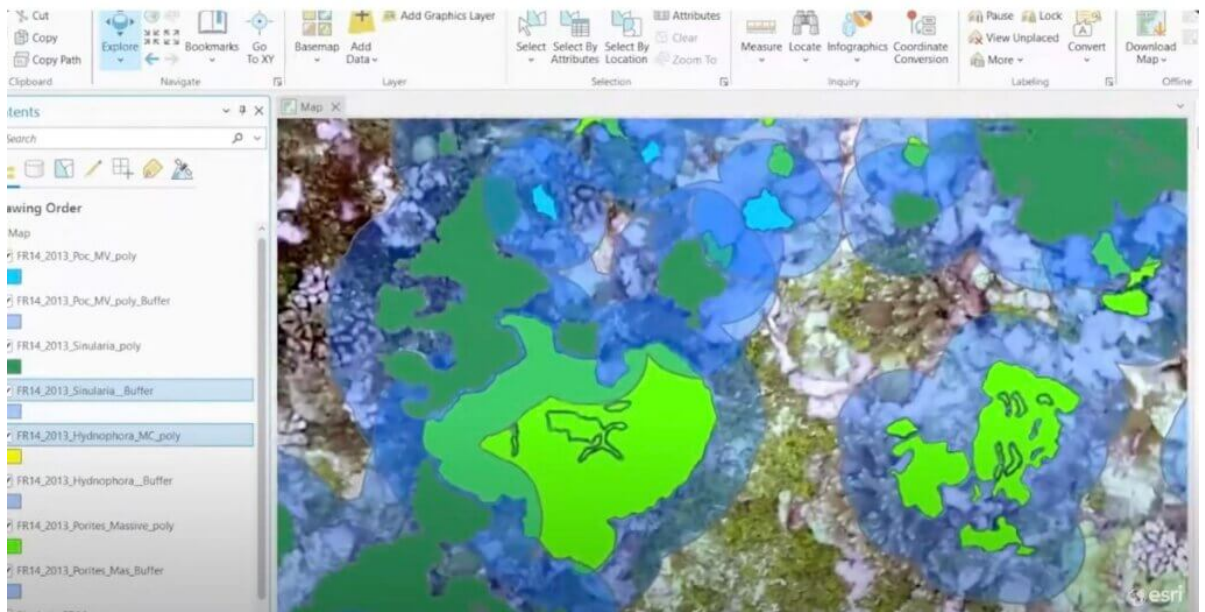 Cut
Copy
Copy Path
Clipboard
Explore
Bookmarks
Go To XY
Navigate
Basemap
Add Data
Add Graphics Layer
Layer
Select
Select By Attributes
Select By Location
Attributes
Clear
Zoom To
Selection
Measure
Locate
Infographics
Coordinate Conversion
Inquiry
Pause
Lock
View Unplaced
More
Convert
Labeling
Download Map
Offline
tents
Map
Search
awing Order
Map
FR14_2013_Poc_MV_poly
FR14_2013_Poc_MV_poly_Buffer
FR14_2013_Sinularia_poly
FR14_2013_Sinularia__Buffer
FR14_2013_Hydnophora_MC_poly
FR14_2013_Hydnophora__Buffer
FR14_2013_Porites_Massive_poly
FR14_2013_Porites_Mas_Buffer
esri